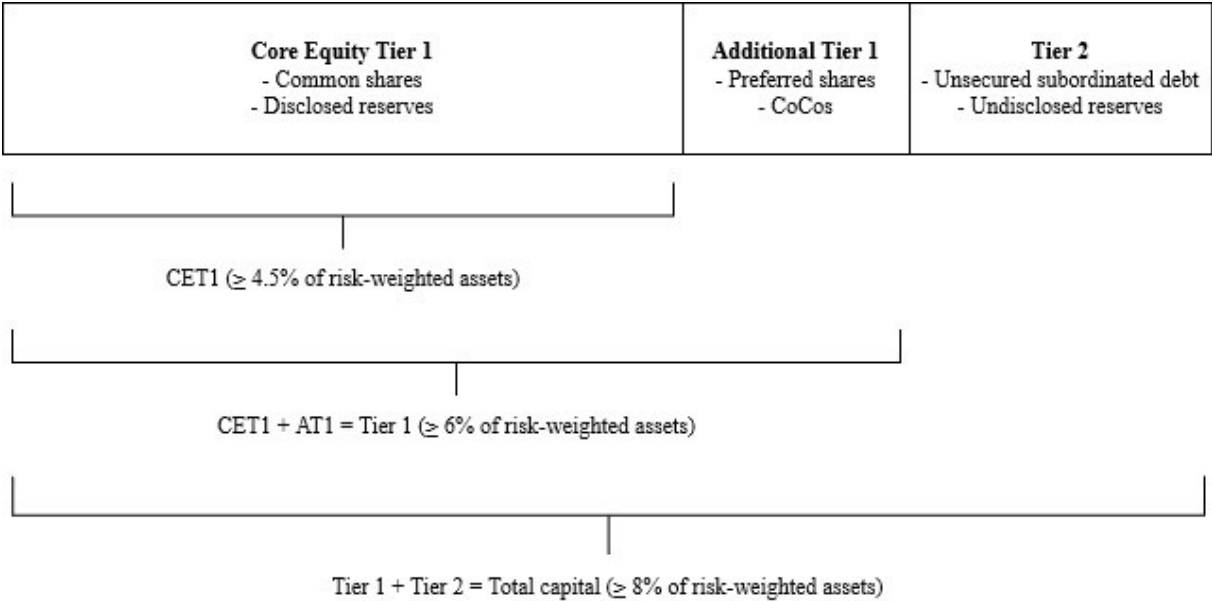 Core Equity Tier 1
- Common shares
- Disclosed reserves
Additional Tier 1
- Preferred shares
- CoCos
Tier 2
- Unsecured subordinated debt
- Undisclosed reserves
CET1 (≥ 4.5% of risk-weighted assets)
CET1 + AT1 = Tier 1 (≥ 6% of risk-weighted assets)
Tier 1 + Tier 2 = Total capital (≥ 8% of risk-weighted assets)